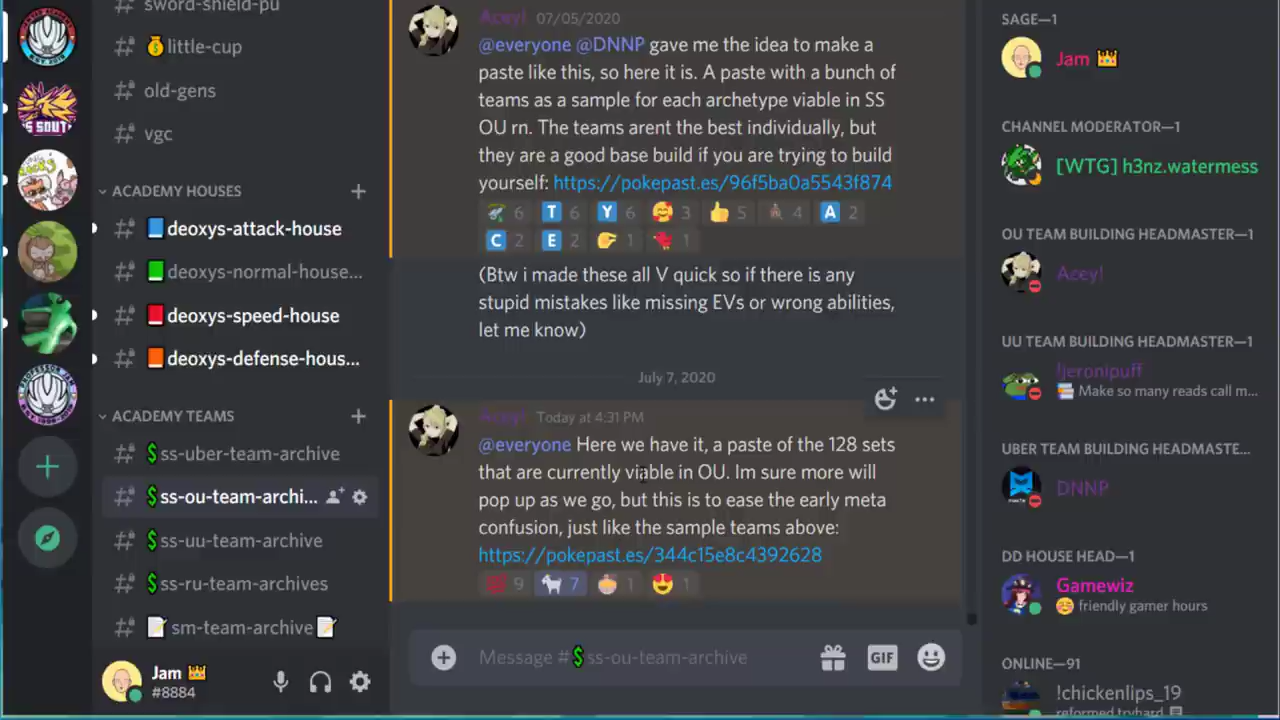 sword-shield-pu
little-cup
old-gens
vgc
ACADEMY HOUSES
deoxys-attack-house
deoxys-normal-house...
deoxys-speed-house
deoxys-defense-hous...
ACADEMY TEAMS
ss-uber-team-archive
ss-ou-team-archi...
ss-uu-team-archive
ss-ru-team-archives
sm-team-archive
Jam
#8884
Acey! 07/05/2020
@everyone @DNNP gave me the idea to make a
paste like this, so here it is. A paste with a bunch of
teams as a sample for each archetype viable in SS
OU rn. The teams arent the best individually, but
they are a good base build if you are trying to build
yourself: https://pokepast.es/96f5ba0a5543f874
6 T 6 Y 6 3 5 4 A 2
C 2 E 2 1 1
(Btw i made these all V quick so if there is any
stupid mistakes like missing EVs or wrong abilities,
let me know)
July 7, 2020
Acey! Today at 4:31 PM
@everyone Here we have it, a paste of the 128 sets
that are currently viable in OU. Im sure more will
pop up as we go, but this is to ease the early meta
confusion, just like the sample teams above:
https://pokepast.es/344c15e8c4392628
9 7 1 1
Message #$ss-ou-team-archive
GIF
SAGE—1
Jam
CHANNEL MODERATOR—1
[WTG] h3nz.watermess
OU TEAM BUILDING HEADMASTER—1
Acey!
UU TEAM BUILDING HEADMASTER—1
!jeronipuff
Make so many reads call m...
UBER TEAM BUILDING HEADMASTE...
DNNP
DD HOUSE HEAD—1
Gamewiz
friendly gamer hours
ONLINE—91
!chickenlips_19
reformed tryhard